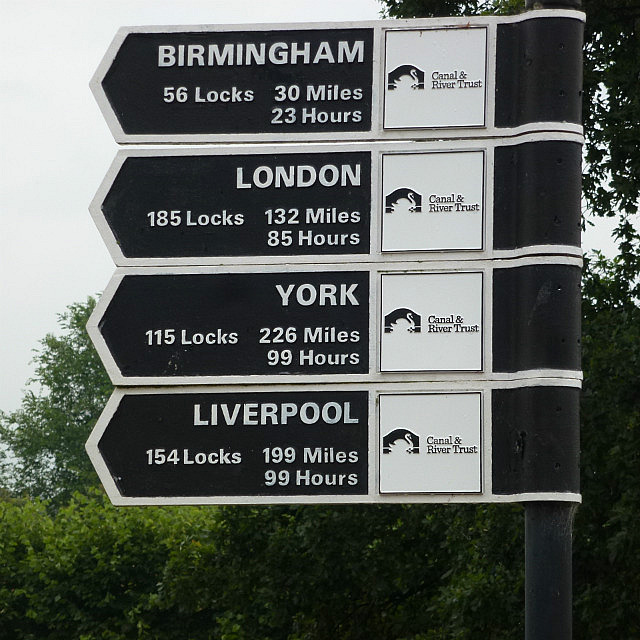 BIRMINGHAM
56 Locks 30 Miles
23 Hours
Canal &
River Trust
LONDON
185 Locks 132 Miles
85 Hours
Canal &
River Trust
YORK
115 Locks 226 Miles
99 Hours
Canal &
River Trust
LIVERPOOL
154 Locks 199 Miles
99 Hours
Canal &
River Trust